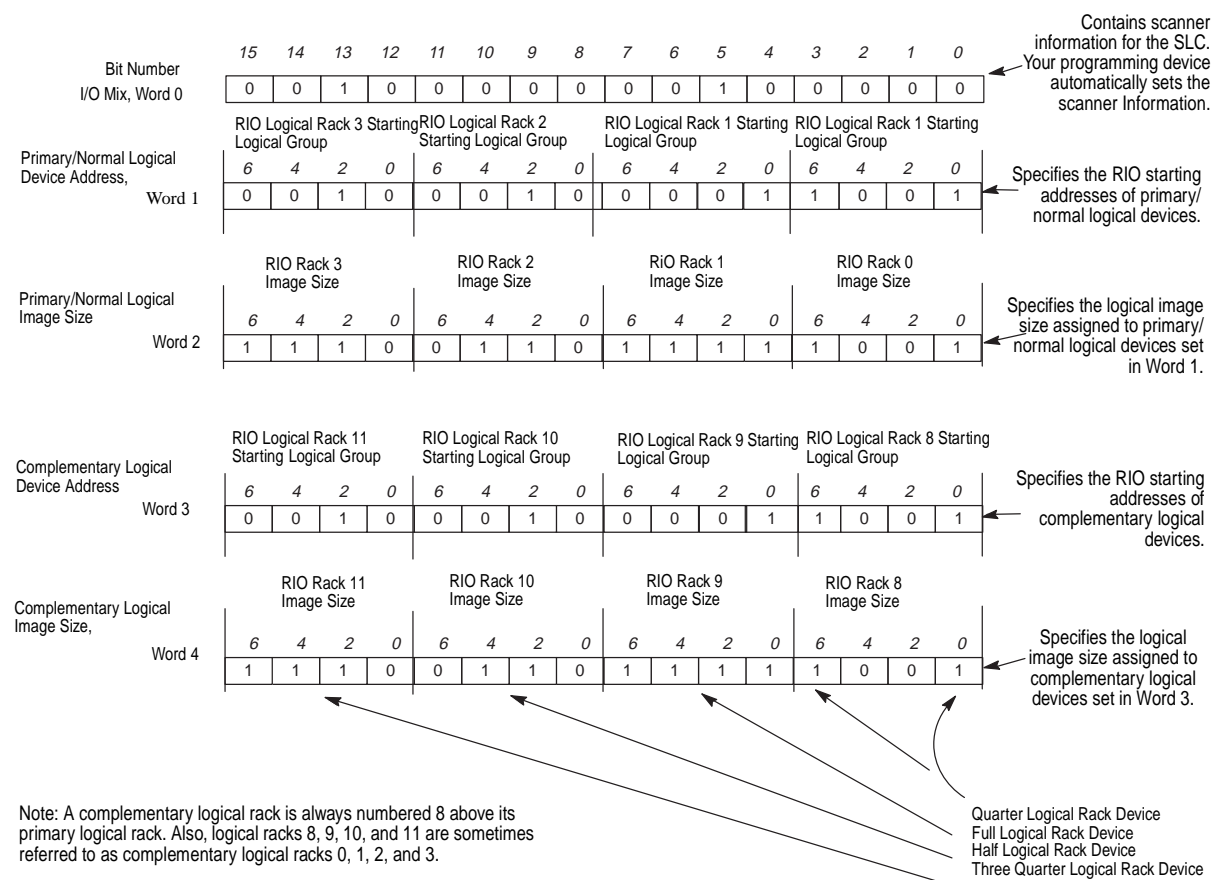 Contains scanner
information for the SLC.
Your programming device
automatically sets the
scanner Information.
Bit Number
15 14 13 12 11 10 9 8 7 6 5 4 3 2 1 0
I/O Mix, Word 0
0 0 1 0 0 0 0 0 0 0 1 0 0 0 0 0
RIO Logical Rack 3 Starting
Logical Group
RIO Logical Rack 2
Starting Logical Group
RIO Logical Rack 1 Starting
Logical Group
RIO Logical Rack 1 Starting
Logical Group
Primary/Normal Logical
Device Address,
Word 1
6 4 2 0 6 4 2 0 6 4 2 0 6 4 2 0
0 0 1 0 0 0 1 0 0 0 0 1 1 0 0 1
Specifies the RIO starting
addresses of primary/
normal logical devices.
RIO Rack 3
Image Size
RIO Rack 2
Image Size
RiO Rack 1
Image Size
RIO Rack 0
Image Size
Primary/Normal Logical
Image Size
Word 2
6 4 2 0 6 4 2 0 6 4 2 0 6 4 2 0
1 1 1 0 0 1 1 0 1 1 1 1 1 0 0 1
Specifies the logical image
size assigned to primary/
normal logical devices set
in Word 1.
RIO Logical Rack 11
Starting Logical Group
RIO Logical Rack 10
Starting Logical Group
RIO Logical Rack 9 Starting
Logical Group
RIO Logical Rack 8 Starting
Logical Group
Complementary Logical
Device Address
Word 3
6 4 2 0 6 4 2 0 6 4 2 0 6 4 2 0
0 0 1 0 0 0 1 0 0 0 0 1 1 0 0 1
Specifies the RIO starting
addresses of
complementary logical
devices.
RIO Rack 11
Image Size
RIO Rack 10
Image Size
RIO Rack 9
Image Size
RIO Rack 8
Image Size
Complementary Logical
Image Size,
Word 4
6 4 2 0 6 4 2 0 6 4 2 0 6 4 2 0
1 1 1 0 0 1 1 0 1 1 1 1 1 0 0 1
Specifies the logical
image size assigned to
complementary logical
devices set in Word 3.
Note: A complementary logical rack is always numbered 8 above its
primary logical rack. Also, logical racks 8, 9, 10, and 11 are sometimes
referred to as complementary logical racks 0, 1, 2, and 3.
Quarter Logical Rack Device
Full Logical Rack Device
Half Logical Rack Device
Three Quarter Logical Rack Device